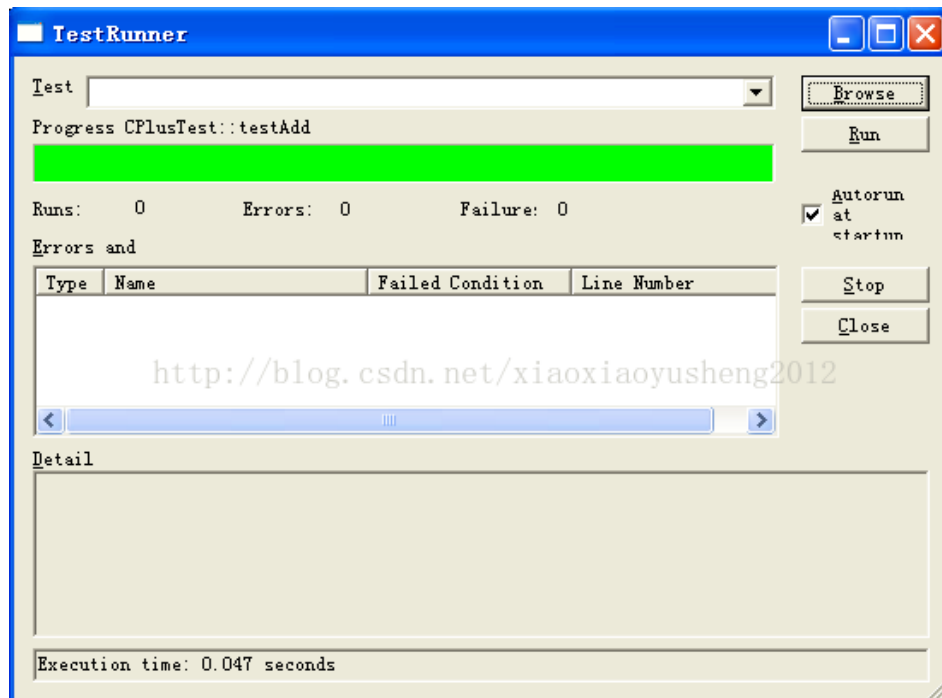 TestRunner
Test
Browse
Progress CPlusTest::testAdd
Run
Runs: 0 Errors: 0 Failure: 0
Autorun
at
startup
Errors and
Type Name Failed Condition Line Number
Stop
Close
http://blog.csdn.net/xiaoxiaoyusheng2012
Detail
Execution time: 0.047 seconds